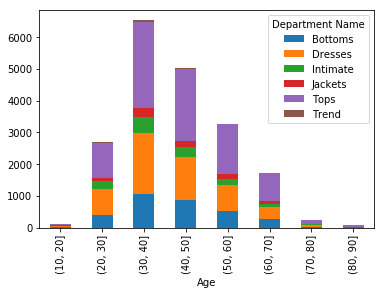 Department Name
Bottoms
Dresses
Intimate
Jackets
Tops
Trend
6000
5000
4000
3000
2000
1000
0
(10, 20]
(20, 30]
(30, 40]
(40, 50]
(50, 60]
(60, 70]
(70, 80]
(80, 90]
Age